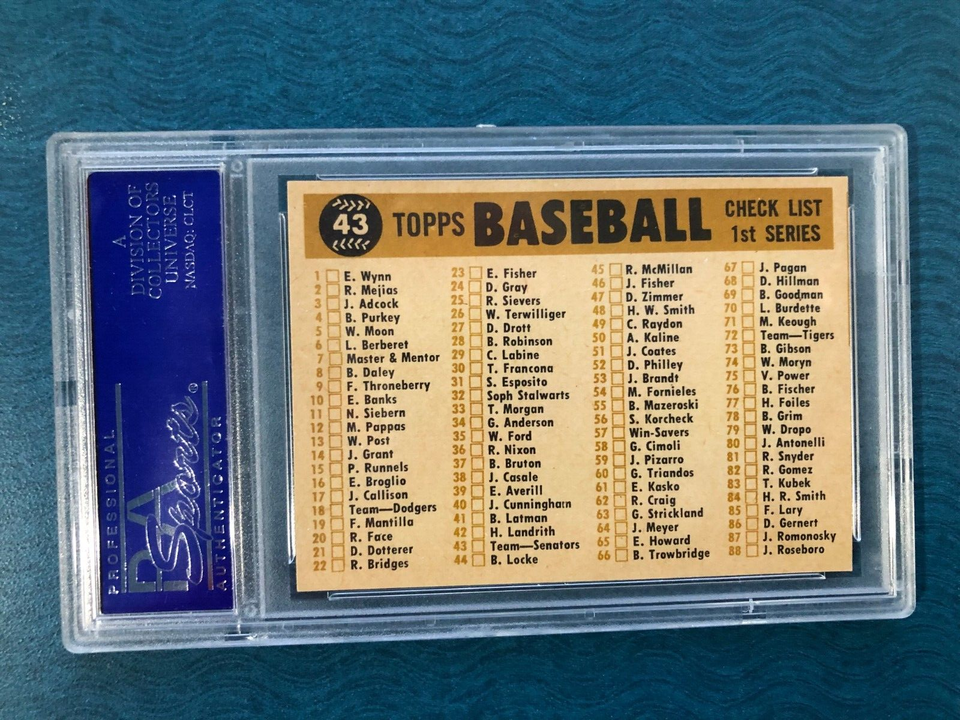 A
DIVISION OF
COLLECTORS
UNIVERSE
NASDAQ: CLCT
PROFESSIONAL
PSA
Sports
®
AUTHENTICATOR
43
TOPPS BASEBALL
CHECK LIST
1st SERIES
1 E. Wynn
2 R. Mejias
3 J. Adcock
4 B. Purkey
5 W. Moon
6 L. Berberet
7 Master & Mentor
8 B. Daley
9 F. Throneberry
10 E. Banks
11 N. Siebern
12 M. Pappas
13 W. Post
14 J. Grant
15 P. Runnels
16 E. Broglio
17 J. Callison
18 Team—Dodgers
19 F. Mantilla
20 R. Face
21 D. Dotterer
22 R. Bridges
23 E. Fisher
24 D. Gray
25 R. Sievers
26 W. Terwilliger
27 D. Drott
28 B. Robinson
29 C. Labine
30 T. Francona
31 S. Esposito
32 Soph Stalwarts
33 T. Morgan
34 G. Anderson
35 W. Ford
36 R. Nixon
37 B. Bruton
38 J. Casale
39 E. Averill
40 J. Cunningham
41 B. Latman
42 H. Landrith
43 Team—Senators
44 B. Locke
45 R. McMillan
46 J. Fisher
47 D. Zimmer
48 H. W. Smith
49 C. Raydon
50 A. Kaline
51 J. Coates
52 D. Philley
53 J. Brandt
54 M. Fornieles
55 B. Mazeroski
56 S. Korcheck
57 Win-Savers
58 G. Cimoli
59 J. Pizarro
60 G. Triandos
61 E. Kasko
62 R. Craig
63 G. Strickland
64 J. Meyer
65 E. Howard
66 B. Trowbridge
67 J. Pagan
68 D. Hillman
69 B. Goodman
70 L. Burdette
71 M. Keough
72 Team—Tigers
73 B. Gibson
74 W. Moryn
75 V. Power
76 B. Fischer
77 H. Foiles
78 B. Grim
79 W. Dropo
80 J. Antonelli
81 R. Snyder
82 R. Gomez
83 T. Kubek
84 H. R. Smith
85 F. Lary
86 D. Gernert
87 J. Romonosky
88 J. Roseboro